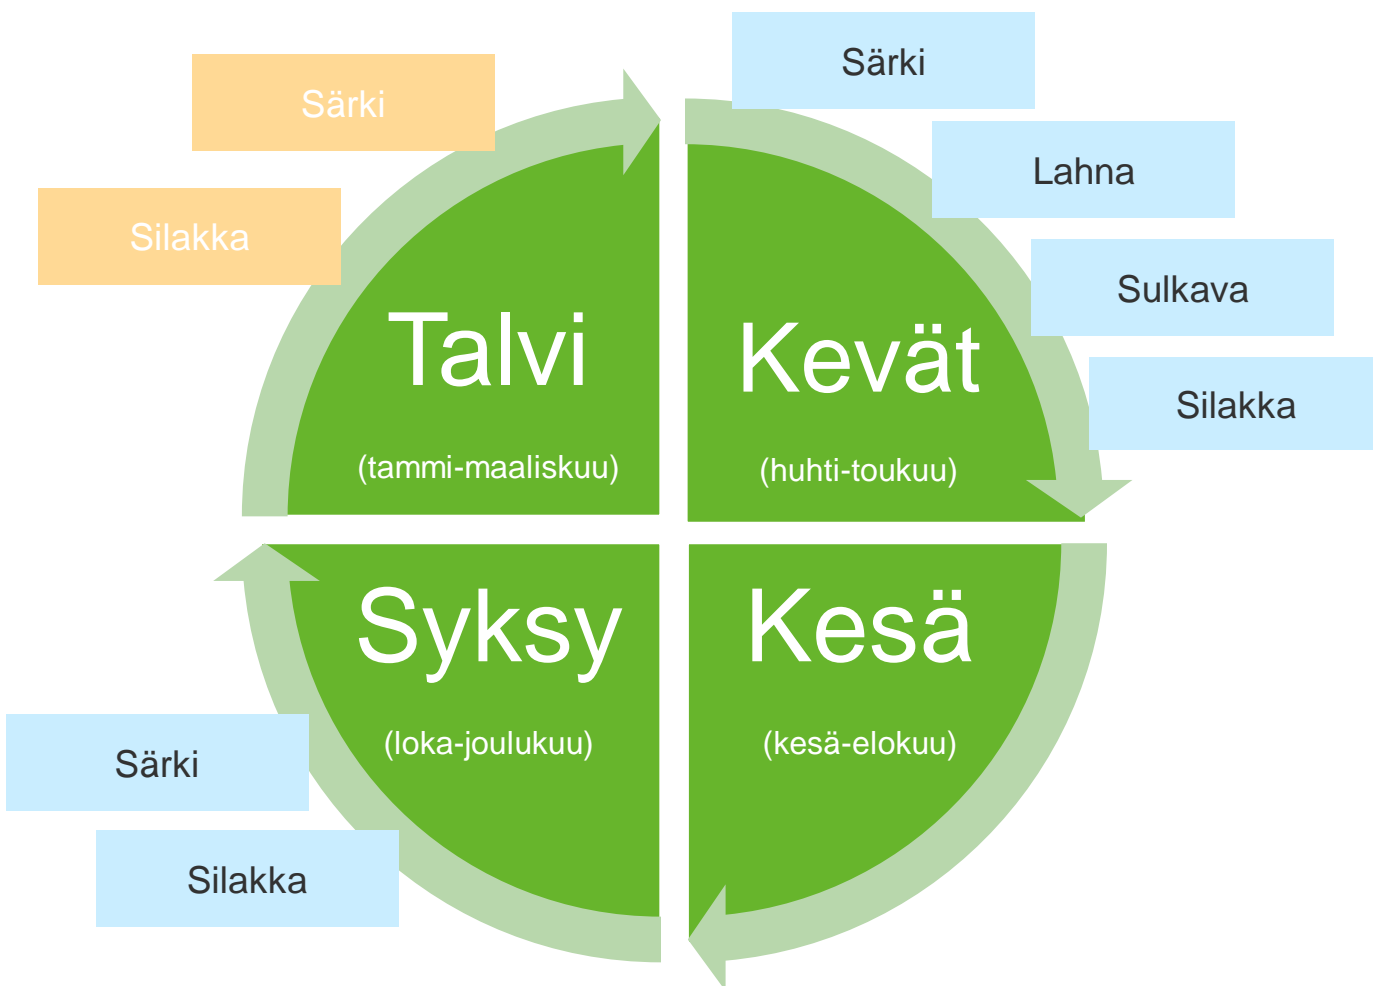 Särki
Silakka
Talvi
(tammi-maaliskuu)
Särki
Lahna
Sulkava
Silakka
Kevät
(huhti-toukuu)
Syksy
(loka-joulukuu)
Särki
Silakka
Kesä
(kesä-elokuu)